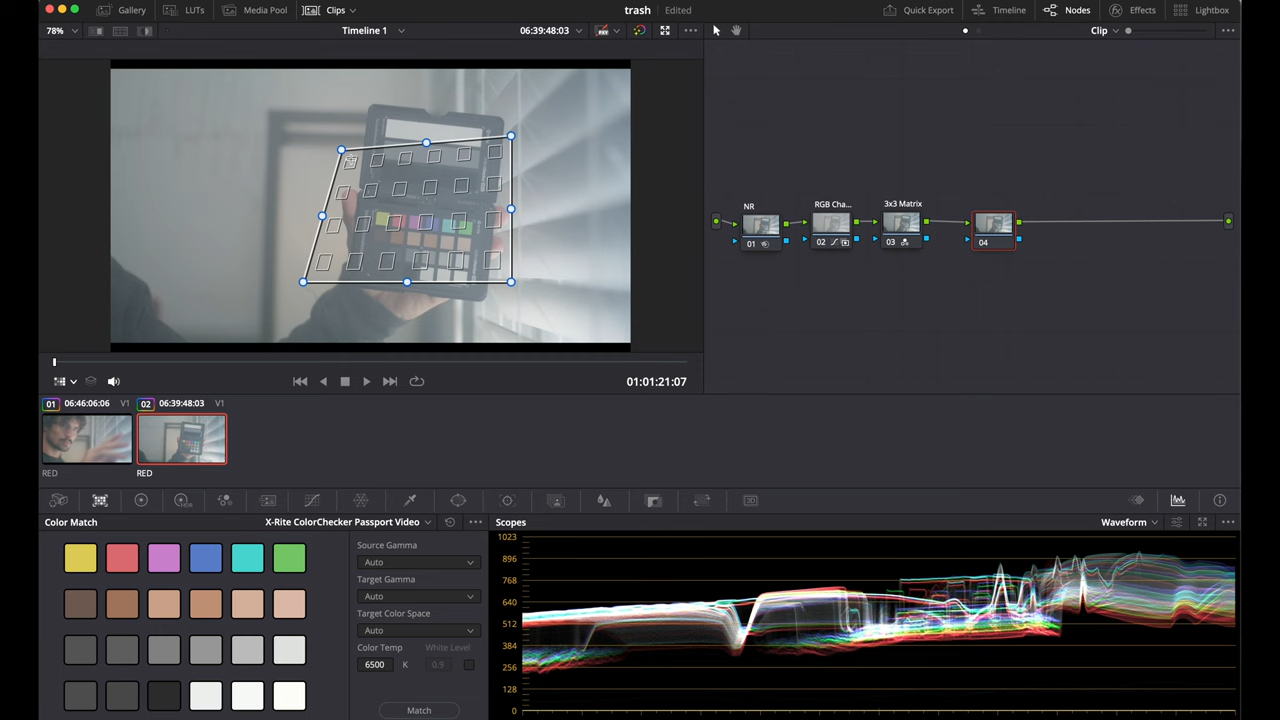 Gallery LUTs Media Pool Clips trash Edited Quick Export Timeline Nodes Effects Lightbox
78% Timeline 1 06:39:48:03 Clip
NR RGB Cha... 3x3 Matrix
01 02 03 04
01:01:21:07
01 06:46:06:06 V1 02 06:39:48:03 V1
RED RED
Color Match X-Rite ColorChecker Passport Video Scopes Waveform
Source Gamma
Auto
Target Gamma
Auto
Target Color Space
Auto
Color Temp White Level
6500 K 0.9
Match
1023
896
768
640
512
384
256
128
0